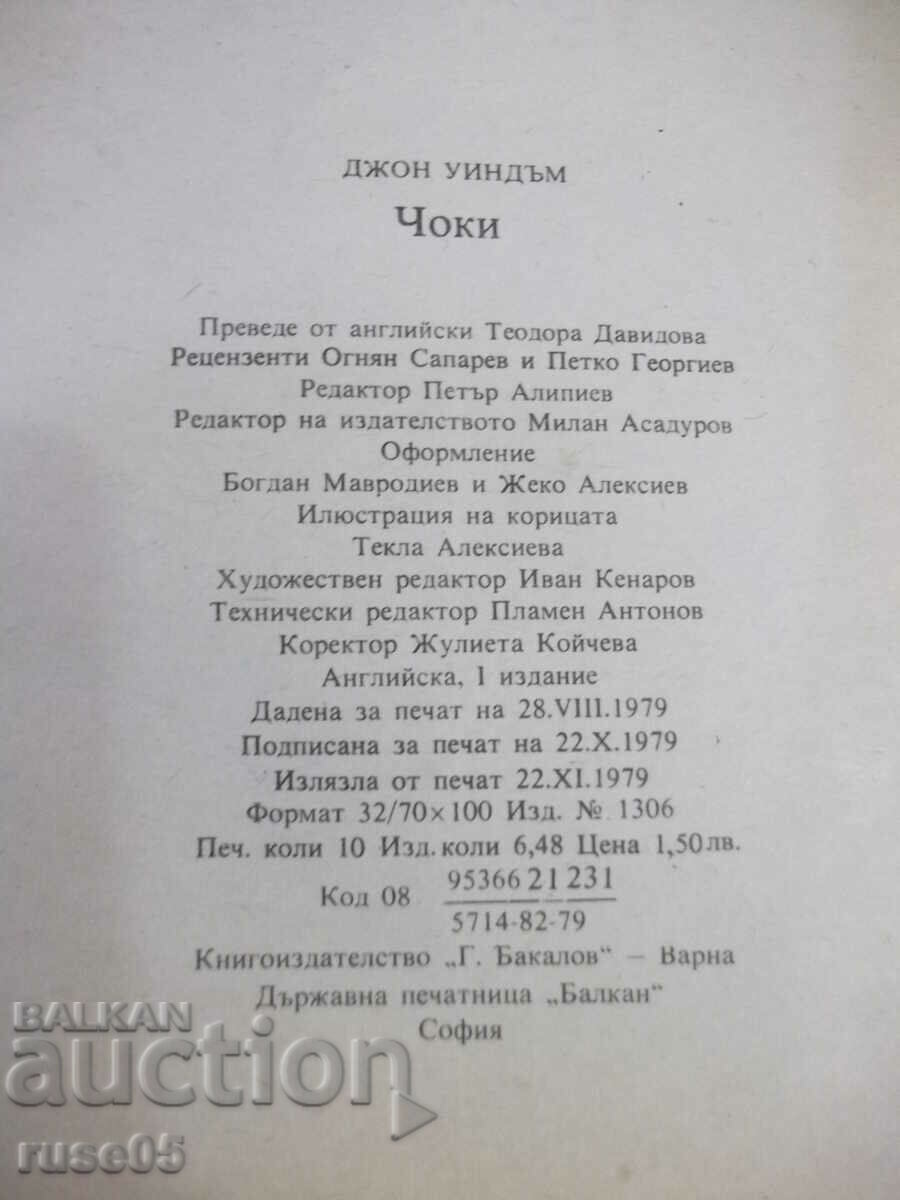 ДЖОН УИНДЪМ
Чоки
Преведе от английски Теодора Давидова
Рецензенти Огнян Сапарев и Петко Георгиев
Редактор Петър Алипиев
Редактор на издателството Милан Асадуров
Оформление
Богдан Мавродиев и Жеко Алексиев
Илюстрация на корицата
Текла Алексиева
Художествен редактор Иван Кенаров
Технически редактор Пламен Антонов
Коректор Жулиета Койчева
Английска, I издание
Дадена за печат на 28.VIII.1979
Подписана за печат на 22.X.1979
Излязла от печат 22.XI.1979
Формат 32/70×100 Изд. № 1306
Печ. коли 10 Изд. коли 6,48 Цена 1,50лв.
Код 08 95366 21 231
5714-82-79
Книгоиздателство „Г. Бакалов“ — Варна
Държавна печатница „Балкан“
София
BALKAN
auction
ruse05